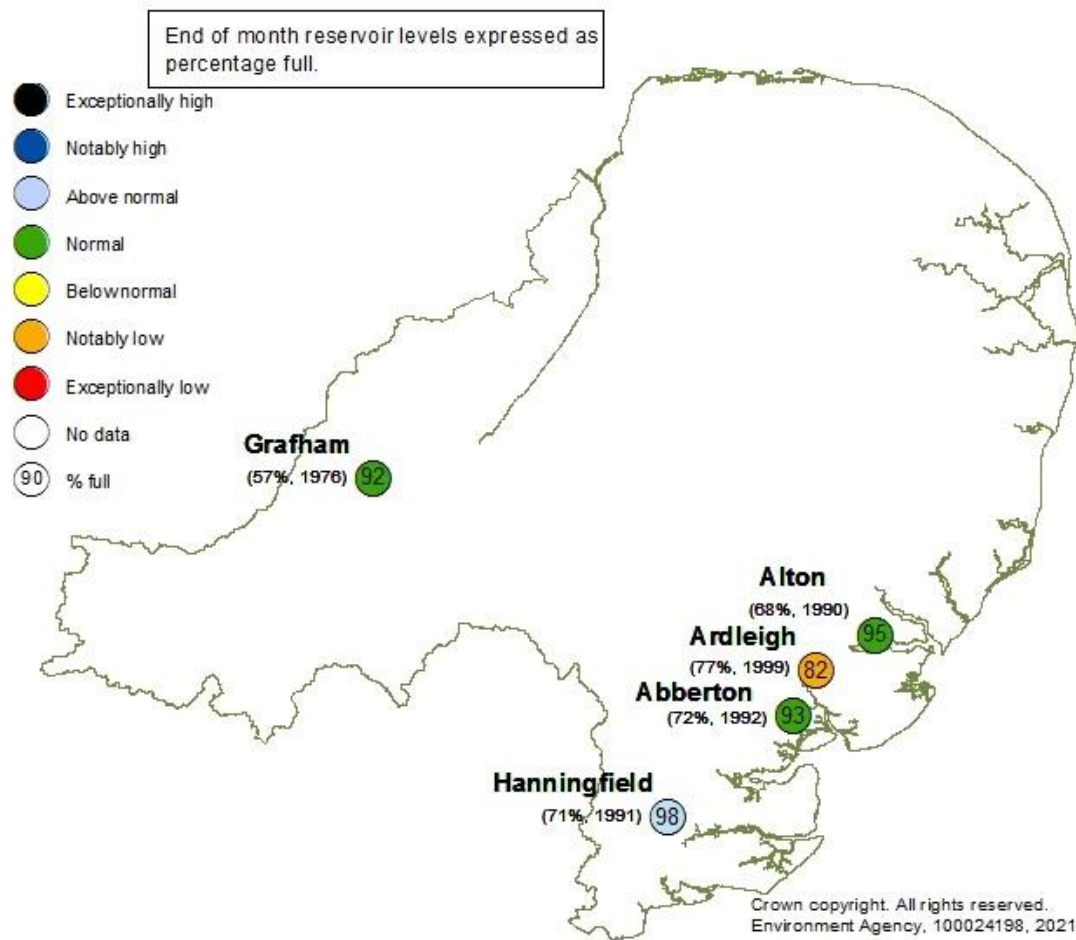 End of month reservoir levels expressed as
percentage full.
Exceptionally high
Notably high
Above normal
Normal
Belownormal
Notably low
Exceptionally low
No data
90 % full
Grafham
(57%, 1976) 92
Alton
(68%, 1990) 95
Ardleigh
(77%, 1999) 82
Abberton
(72%, 1992) 93
Hanningfield
(71%, 1991) 98
Crown copyright. All rights reserved.
Environment Agency, 100024198, 2021